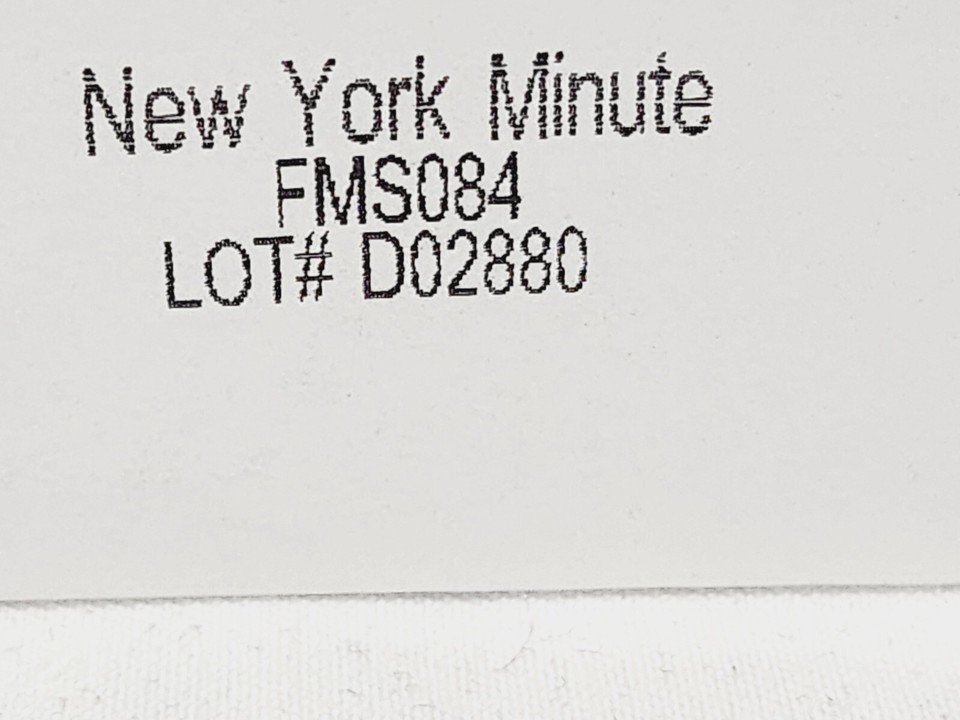 New York Minute
FMS084
LOT# D02880